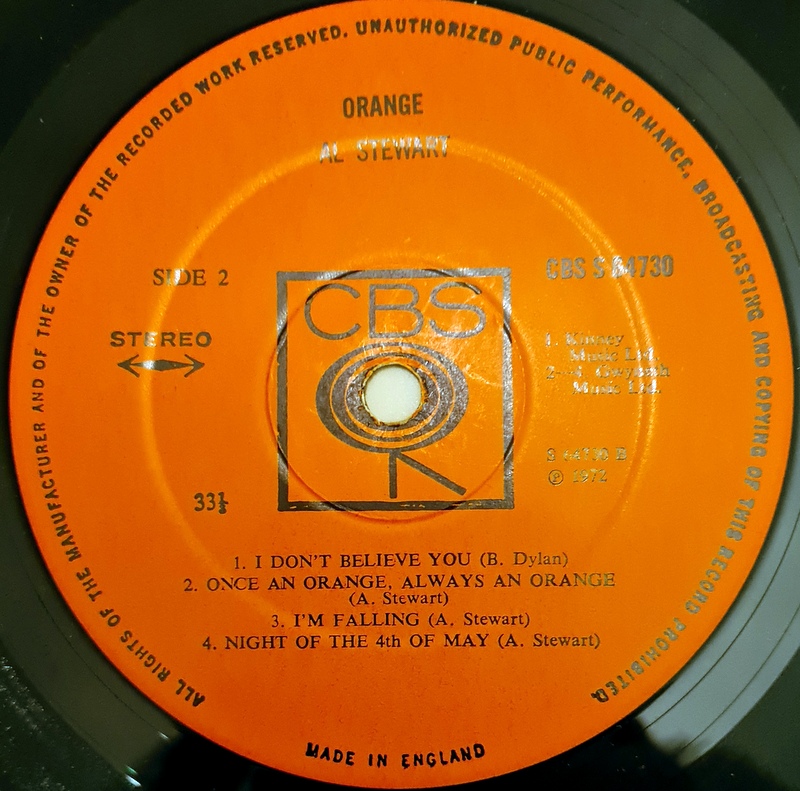 ALL RIGHTS OF THE MANUFACTURER AND OF THE OWNER OF THE RECORDED WORK RESERVED. UNAUTHORIZED PUBLIC PERFORMANCE, BROADCASTING AND COPYING OF THIS RECORD PROHIBITED.
ORANGE
AL STEWART
SIDE 2
CBS S 64730
STEREO
CBS
1. Kinney
Music Ltd.
2—4. Gwyneth
Music Ltd.
S 64730 B
℗ 1972
33⅓
1. I DON'T BELIEVE YOU (B. Dylan)
2. ONCE AN ORANGE, ALWAYS AN ORANGE
(A. Stewart)
3. I'M FALLING (A. Stewart)
4. NIGHT OF THE 4th OF MAY (A. Stewart)
MADE IN ENGLAND